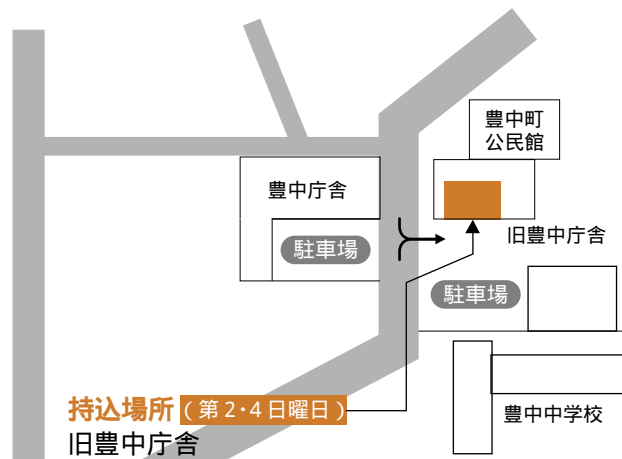 豊中町
公民館
豊中庁舎
旧豊中庁舎
駐車場
駐車場
豊中中学校
持込場所(第2・4日曜日)
旧豊中庁舎